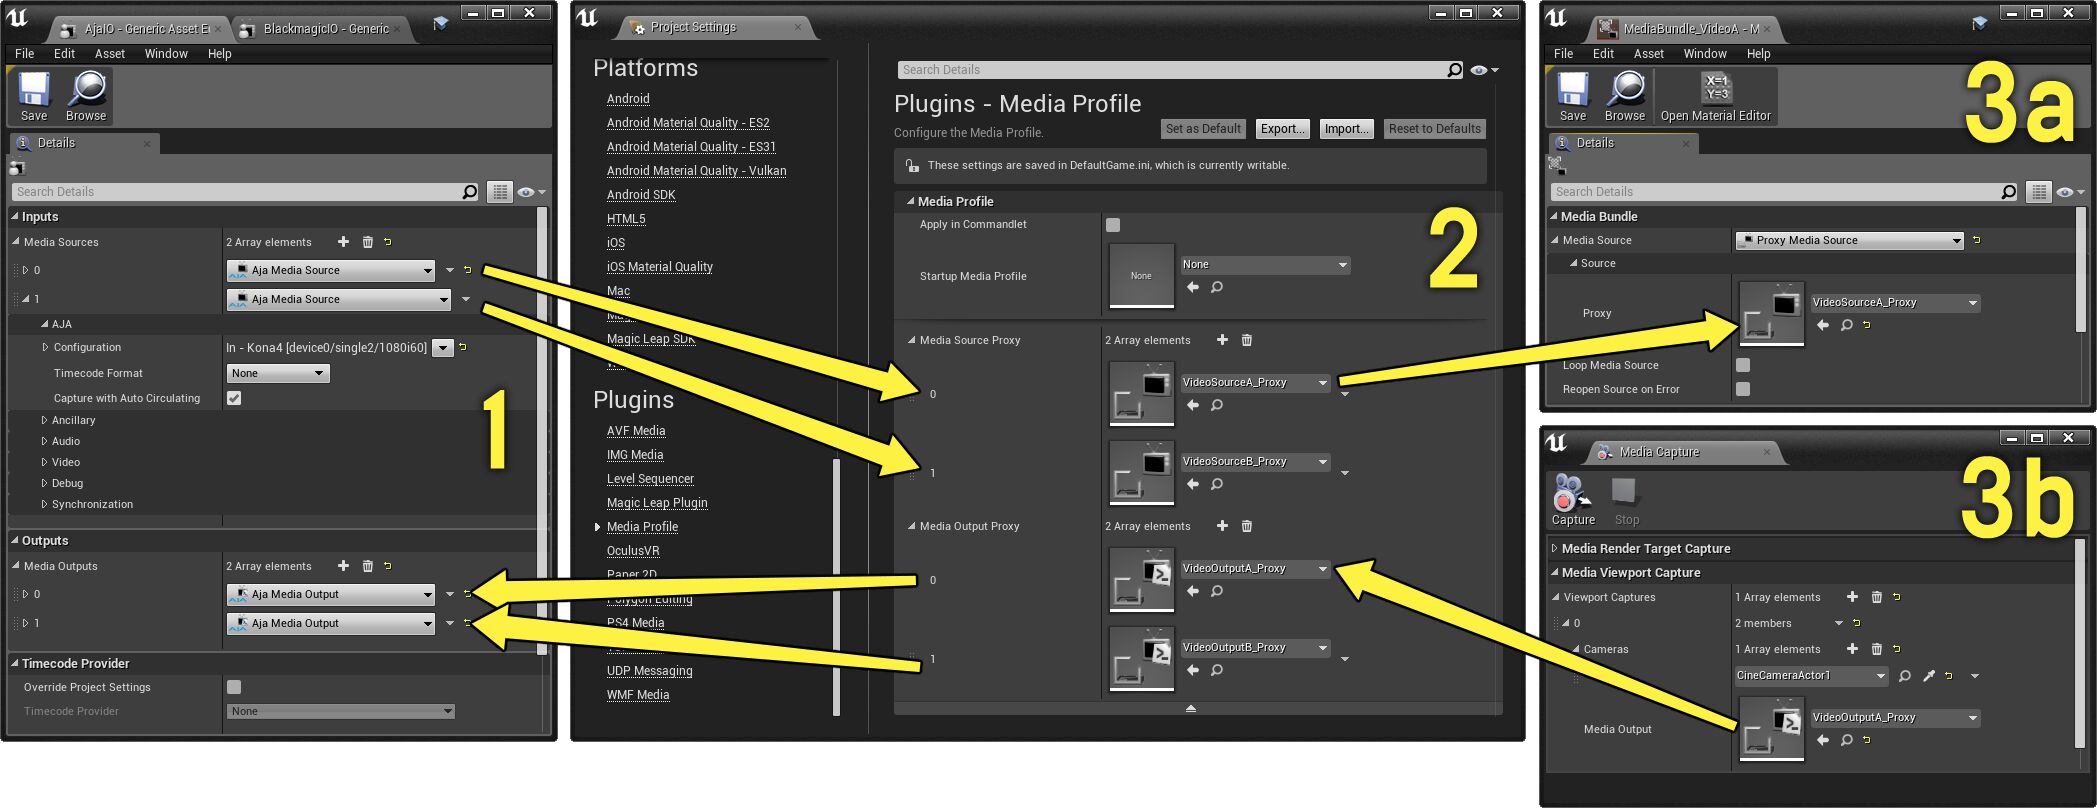 AjaIO - Generic Asset E
BlackmagicIO - Generic
File Edit Asset Window Help
Save Browse
Details
Search Details
Inputs
Media Sources 2 Array elements
0 Aja Media Source
1 Aja Media Source
AJA
Configuration In - Kona4 [device0/single2/1080i60]
Timecode Format None
Capture with Auto Circulating
Ancillary
Audio
Video
Debug
Synchronization
1
Outputs
Media Outputs 2 Array elements
0 Aja Media Output
1 Aja Media Output
Timecode Provider
Override Project Settings
Timecode Provider None
Project Settings
Platforms
Android
Android Material Quality - ES2
Android Material Quality - ES31
Android Material Quality - Vulkan
Android SDK
HTML5
iOS
iOS Material Quality
Mac
Magic Leap SDK
Plugins
AVF Media
IMG Media
Level Sequencer
Magic Leap Plugin
Media Profile
OculusVR
Paper 2D
Polygon Editing
PS4 Media
UDP Messaging
WMF Media
Search Details
Plugins - Media Profile
Configure the Media Profile.
Set as Default Export... Import... Reset to Defaults
These settings are saved in DefaultGame.ini, which is currently writable.
Media Profile
Apply in Commandlet
Startup Media Profile None None
2
Media Source Proxy 2 Array elements
0 VideoSourceA_Proxy
1 VideoSourceB_Proxy
Media Output Proxy 2 Array elements
0 VideoOutputA_Proxy
1 VideoOutputB_Proxy
MediaBundle_VideoA - M
File Edit Asset Window Help
Save Browse Open Material Editor
3a
Details
Search Details
Media Bundle
Media Source Proxy Media Source
Source
Proxy VideoSourceA_Proxy
Loop Media Source
Reopen Source on Error
Media Capture
Capture Stop
3b
Media Render Target Capture
Media Viewport Capture
Viewport Captures 1 Array elements
0 2 members
Cameras 1 Array elements
CineCameraActor1
Media Output VideoOutputA_Proxy